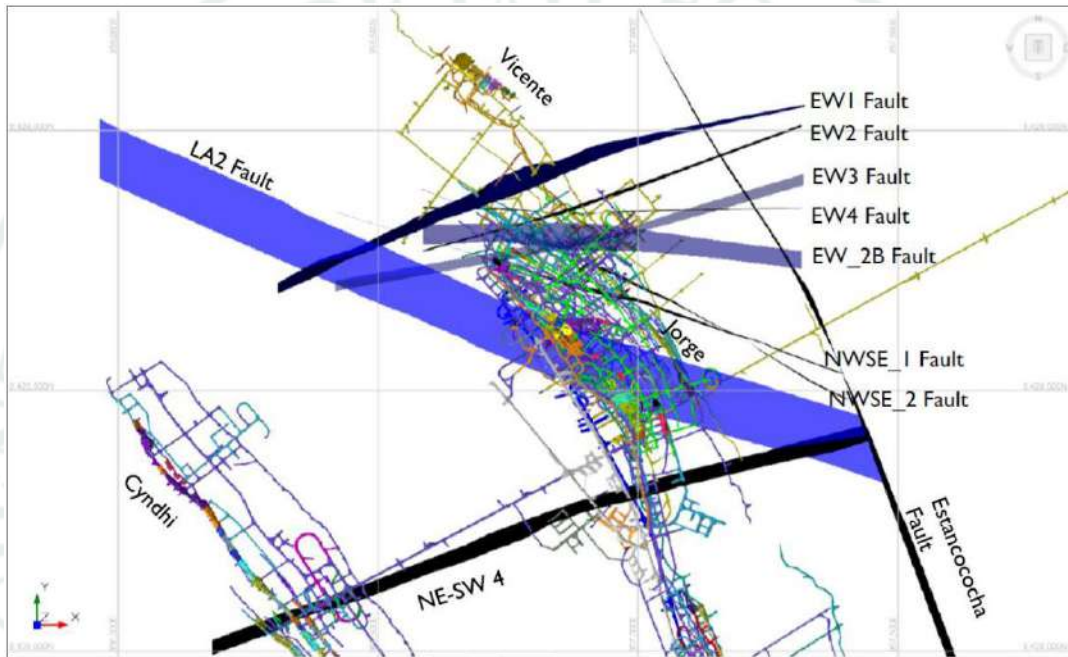 Vicente
EW1 Fault
EW2 Fault
LA2 Fault
EW3 Fault
EW4 Fault
EW_2B Fault
Jorge
NWSE_1 Fault
NWSE_2 Fault
Cyndhi
Estancococha
Fault
NE-SW 4
Y
Z
X